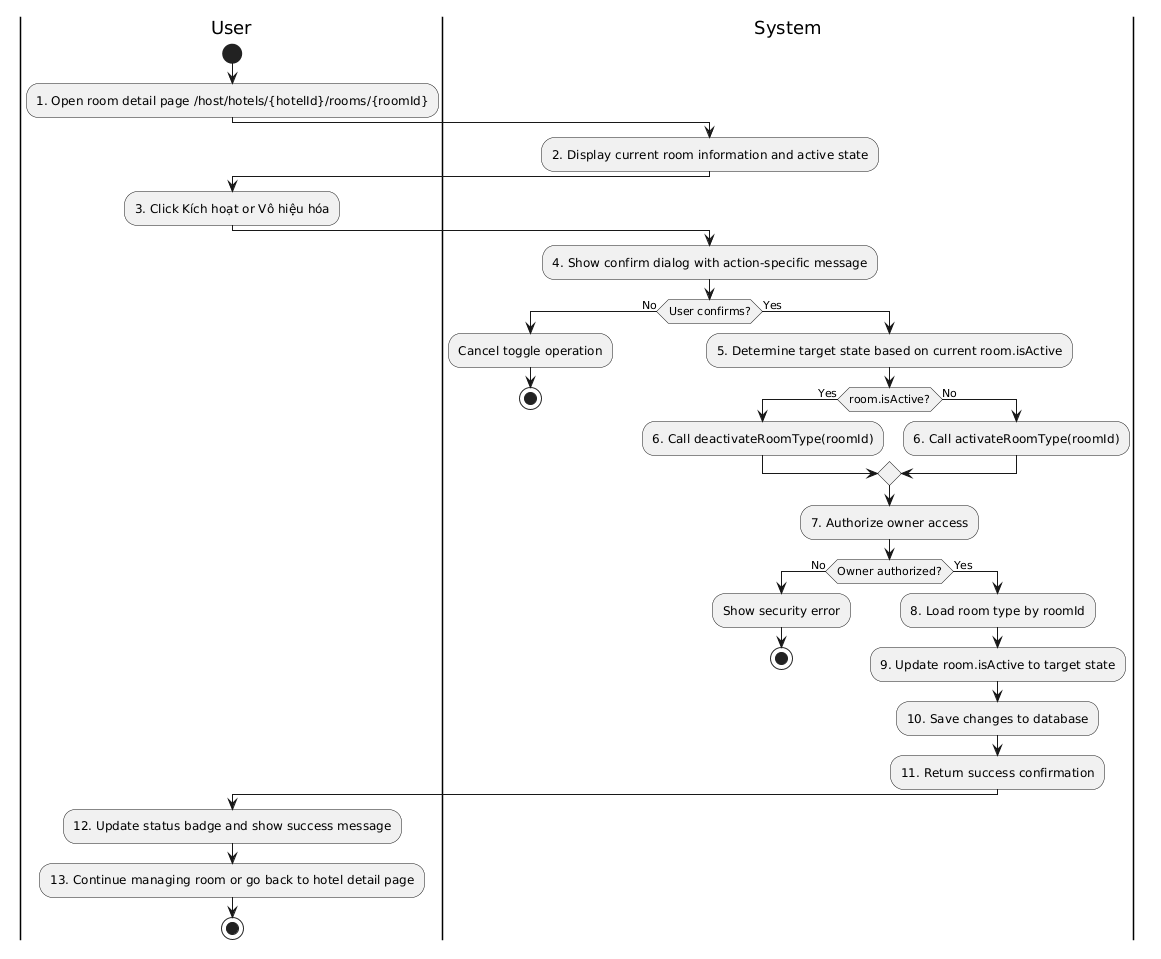 User
System
1. Open room detail page /host/hotels/{hotelId}/rooms/{roomId}
2. Display current room information and active state
3. Click Kích hoạt or Vô hiệu hóa
4. Show confirm dialog with action-specific message
No
User confirms?
Yes
Cancel toggle operation
5. Determine target state based on current room.isActive
Yes
room.isActive?
No
6. Call deactivateRoomType(roomId)
6. Call activateRoomType(roomId)
7. Authorize owner access
No
Owner authorized?
Yes
Show security error
8. Load room type by roomId
9. Update room.isActive to target state
10. Save changes to database
11. Return success confirmation
12. Update status badge and show success message
13. Continue managing room or go back to hotel detail page